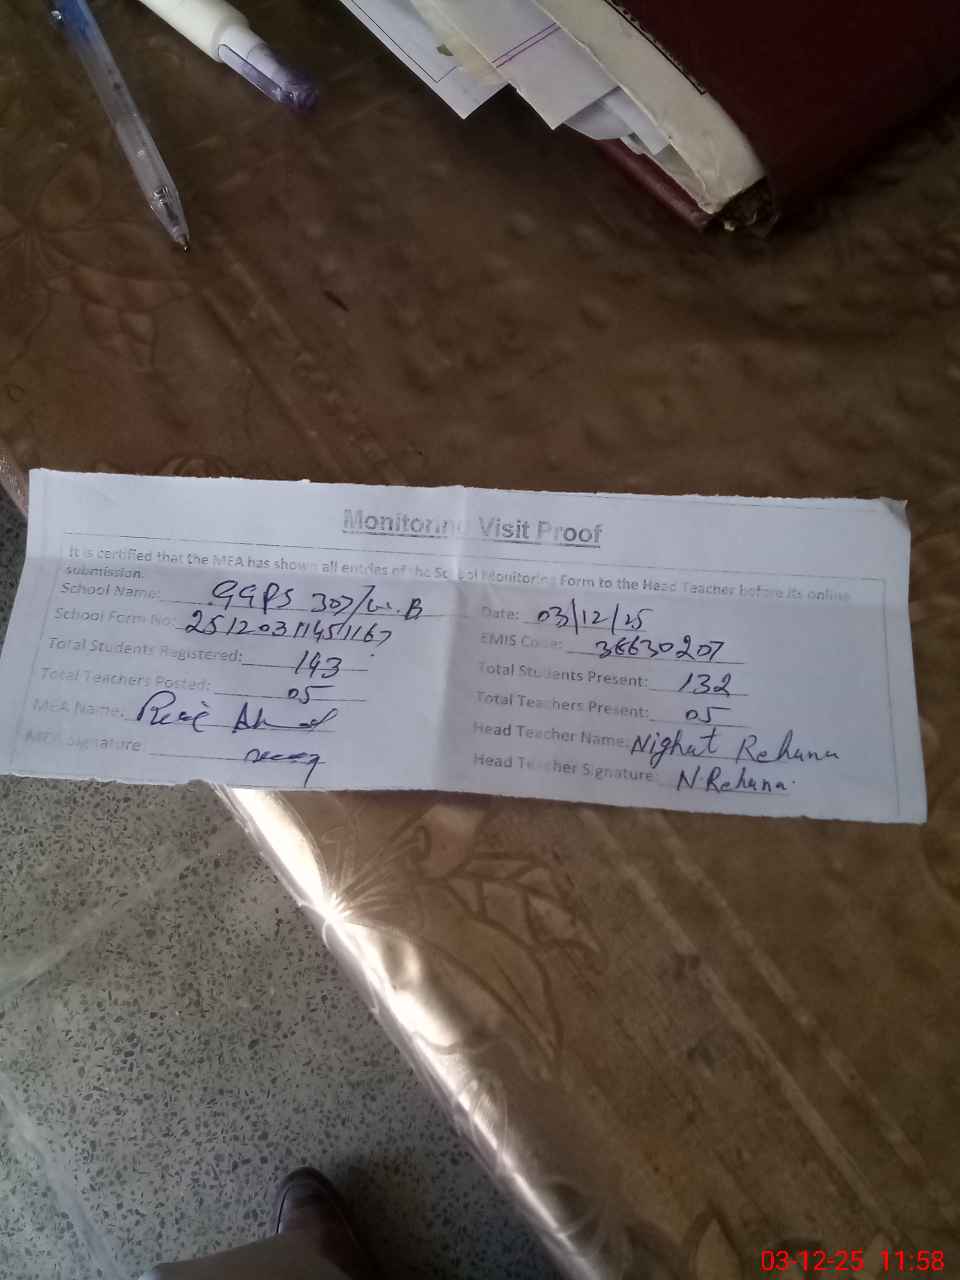 Monitoring Visit Proof
It is certified that the MEA has shown all entries of the School Monitoring Form to the Head Teacher before its online
submission.
School Name: GGPS 307/W.B
Date: 03/12/25
School Form No: 25120311451167
EMIS Code: 36630207
Total Students Registered: 143
Total Students Present: 132
Total Teachers Posted: 05
Total Teachers Present: 05
MEA Name: Ahmad
Head Teacher Name: Nighat Rehana
MEA Signature:
Head Teacher Signature: N.Rehana.
03-12-25 11:58